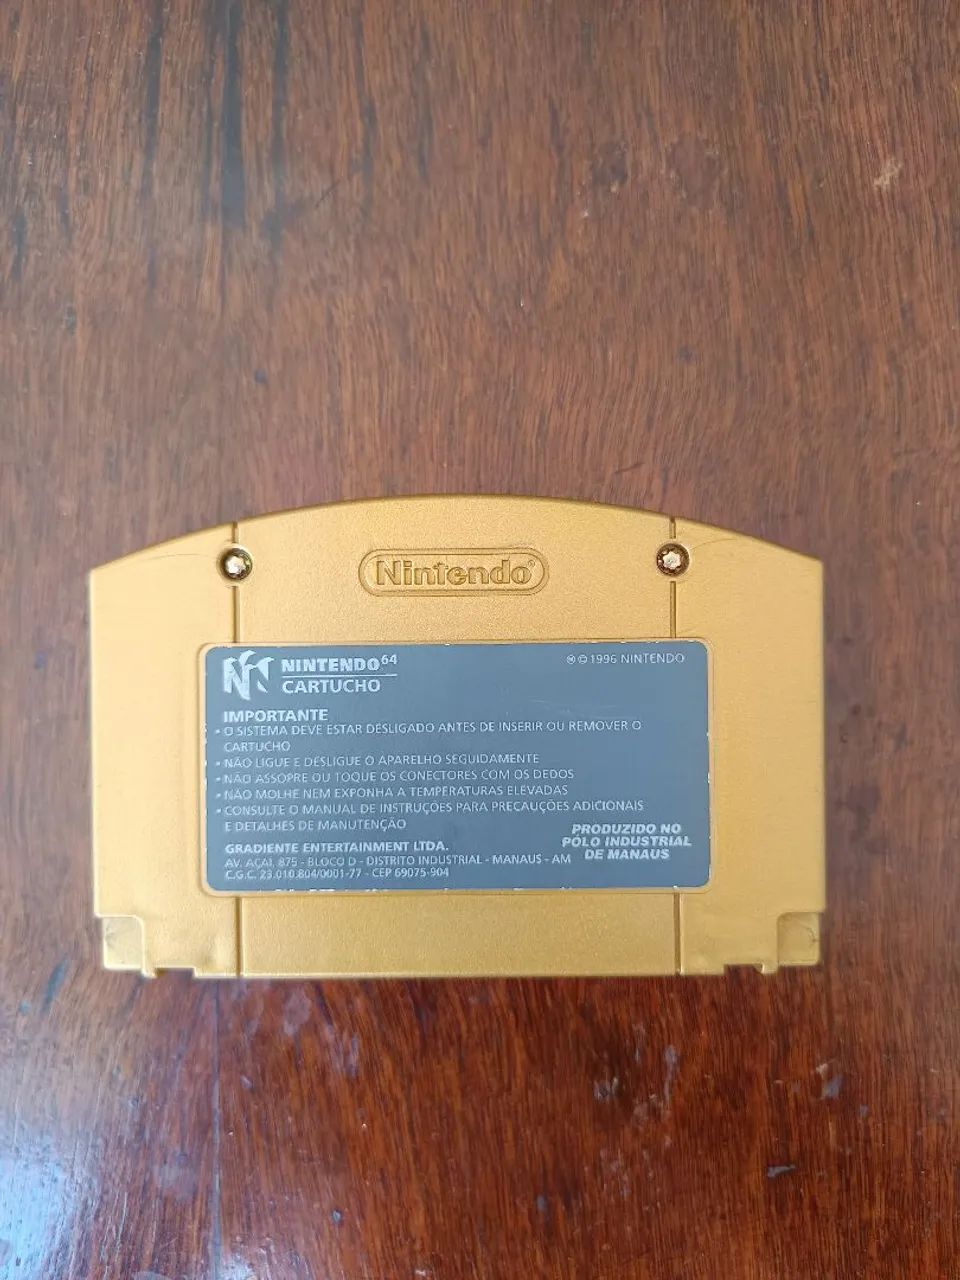 Nintendo®
NINTENDO⁶⁴
CARTUCHO
Ⓜ © 1996 NINTENDO
IMPORTANTE
• O SISTEMA DEVE ESTAR DESLIGADO ANTES DE INSERIR OU REMOVER O
CARTUCHO
• NÃO LIGUE E DESLIGUE O APARELHO SEGUIDAMENTE
• NÃO ASSOPRE OU TOQUE OS CONECTORES COM OS DEDOS
• NÃO MOLHE NEM EXPONHA A TEMPERATURAS ELEVADAS
• CONSULTE O MANUAL DE INSTRUÇÕES PARA PRECAUÇÕES ADICIONAIS
E DETALHES DE MANUTENÇÃO
GRADIENTE ENTERTAINMENT LTDA.
AV. AÇAI, 875 - BLOCO D - DISTRITO INDUSTRIAL - MANAUS - AM
C.G.C. 23.010.804/0001-77 - CEP 69075-904
PRODUZIDO NO
PÓLO INDUSTRIAL
DE MANAUS